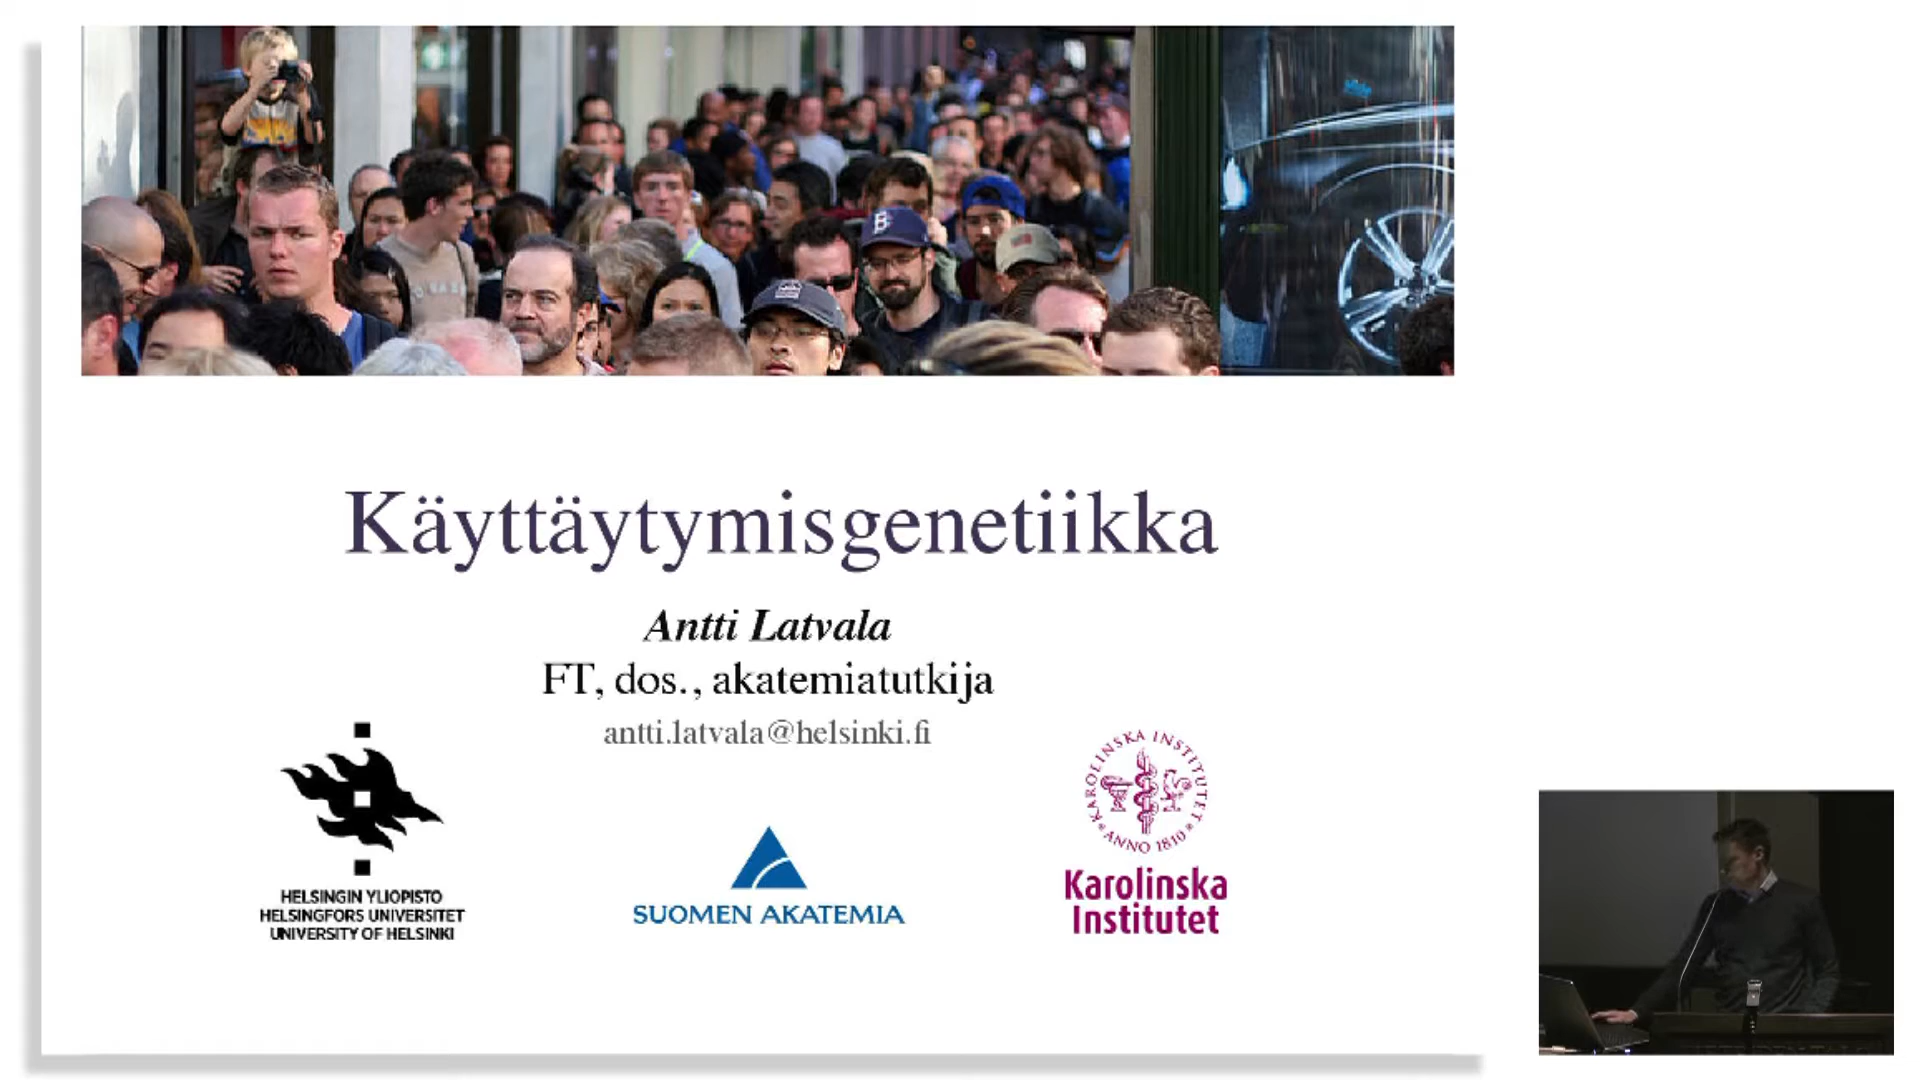 B
Käyttäytymisgenetiikka
Antti Latvala
FT, dos., akatemiatutkija
antti.latvala@helsinki.fi
HELSINGIN YLIOPISTO
HELSINGFORS UNIVERSITET
UNIVERSITY OF HELSINKI
SUOMEN AKATEMIA
KAROLINSKA INSTITUTET
ANNO 1810
Karolinska
Institutet